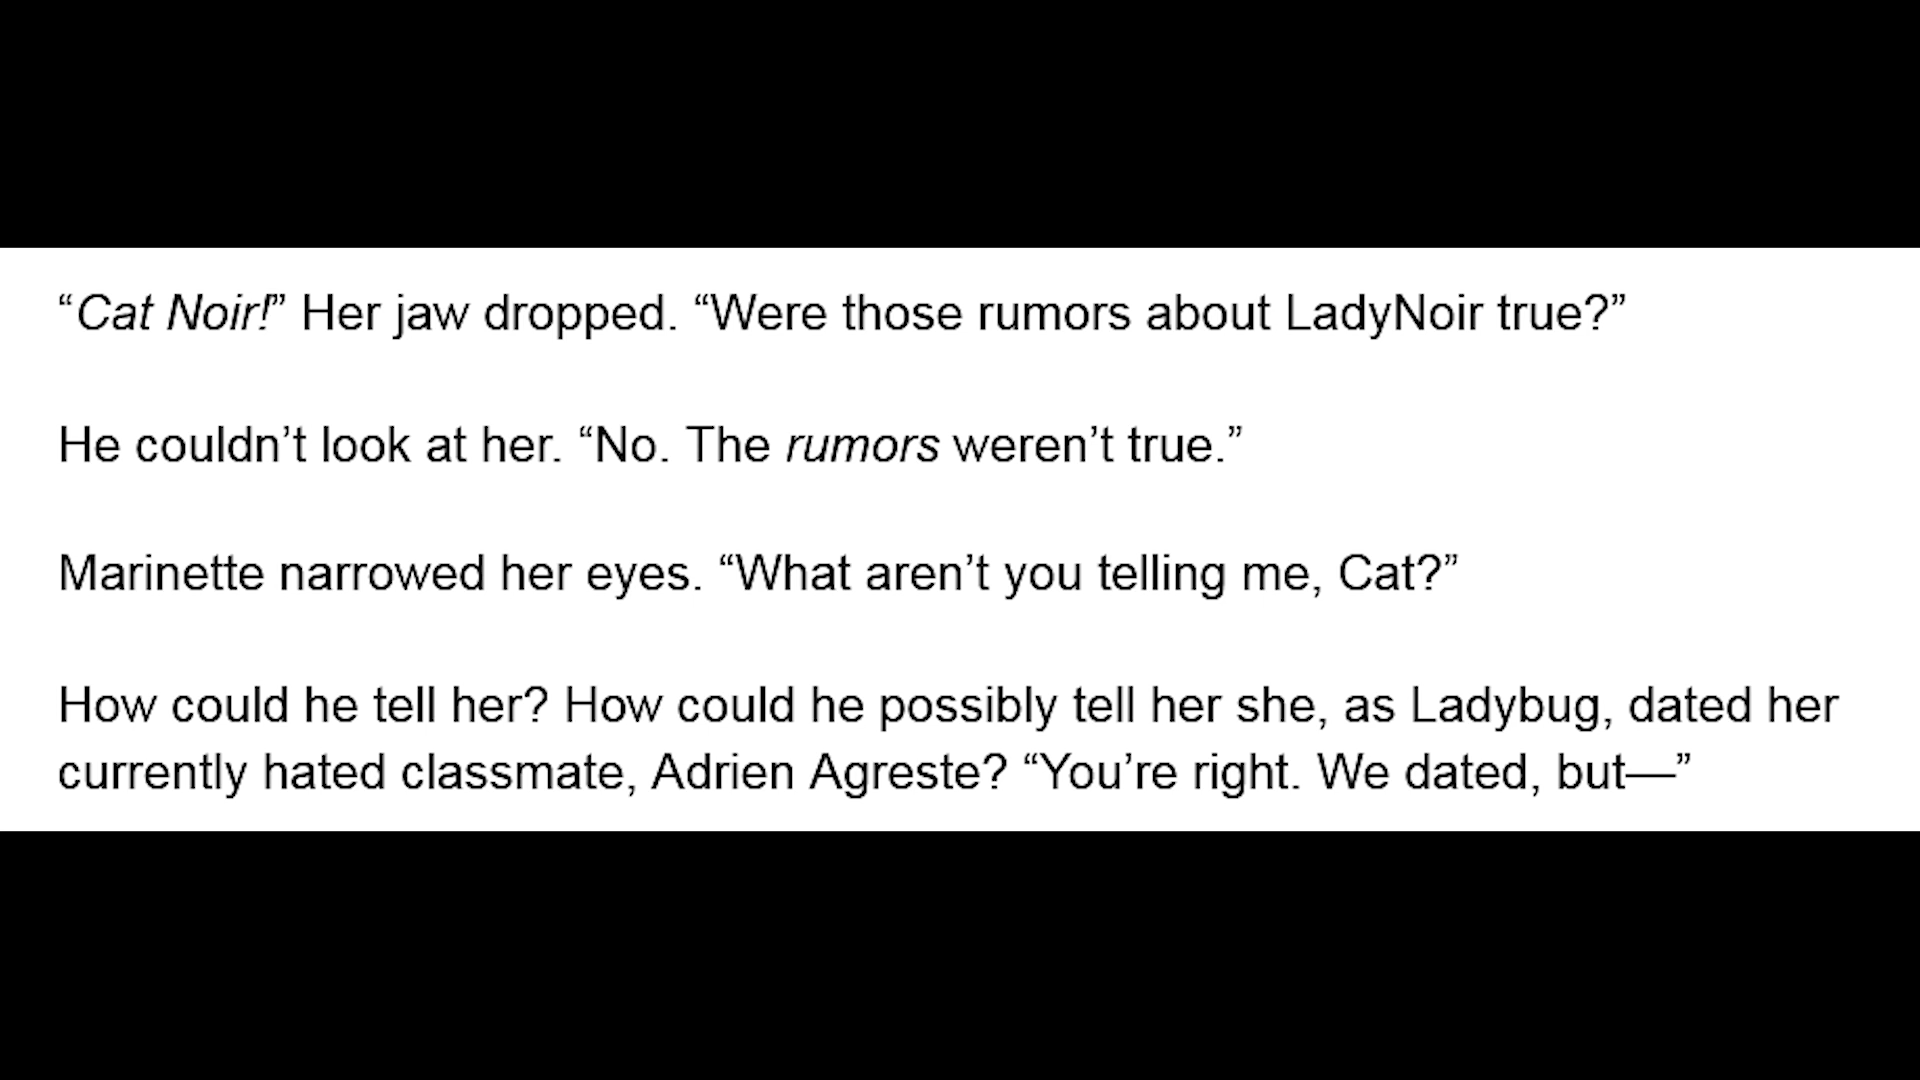 “Cat Noir!” Her jaw dropped. “Were those rumors about LadyNoir true?”
He couldn’t look at her. “No. The rumors weren’t true.”
Marinette narrowed her eyes. “What aren’t you telling me, Cat?”
How could he tell her? How could he possibly tell her she, as Ladybug, dated her
currently hated classmate, Adrien Agreste? “You’re right. We dated, but—”